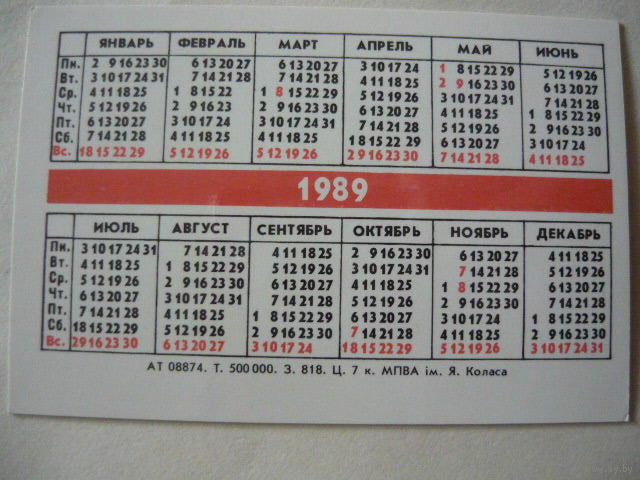 ЯНВАРЬ ФЕВРАЛЬ МАРТ АПРЕЛЬ МАЙ ИЮНЬ
Пн. 2 9 16 23 30 6 13 20 27 6 13 20 27 3 10 17 24 1 8 15 22 29 5 12 19 26
Вт. 3 10 17 24 31 7 14 21 28 7 14 21 28 4 11 18 25 2 9 16 23 30 6 13 20 27
Ср. 4 11 18 25 1 8 15 22 1 8 15 22 29 5 12 19 26 3 10 17 24 31 7 14 21 28
Чт. 5 12 19 26 2 9 16 23 2 9 16 23 30 6 13 20 27 4 11 18 25 1 8 15 22 29
Пт. 6 13 20 27 3 10 17 24 3 10 17 24 31 7 14 21 28 5 12 19 26 2 9 16 23 30
Сб. 7 14 21 28 4 11 18 25 4 11 18 25 1 8 15 22 29 6 13 20 27 3 10 17 24
Вс. 1 8 15 22 29 5 12 19 26 5 12 19 26 2 9 16 23 30 7 14 21 28 4 11 18 25
1989
ИЮЛЬ АВГУСТ СЕНТЯБРЬ ОКТЯБРЬ НОЯБРЬ ДЕКАБРЬ
Пн. 3 10 17 24 31 7 14 21 28 4 11 18 25 2 9 16 23 30 6 13 20 27 4 11 18 25
Вт. 4 11 18 25 1 8 15 22 29 5 12 19 26 3 10 17 24 31 7 14 21 28 5 12 19 26
Ср. 5 12 19 26 2 9 16 23 30 6 13 20 27 4 11 18 25 1 8 15 22 29 6 13 20 27
Чт. 6 13 20 27 3 10 17 24 31 7 14 21 28 5 12 19 26 2 9 16 23 30 7 14 21 28
Пт. 7 14 21 28 4 11 18 25 1 8 15 22 29 6 13 20 27 3 10 17 24 1 8 15 22 29
Сб. 1 8 15 22 29 5 12 19 26 2 9 16 23 30 7 14 21 28 4 11 18 25 2 9 16 23 30
Вс. 2 9 16 23 30 6 13 20 27 3 10 17 24 1 8 15 22 29 5 12 19 26 3 10 17 24 31
АТ 08874. Т. 500 000. З. 818. Ц. 7 к. МПВА ім. Я. Коласа